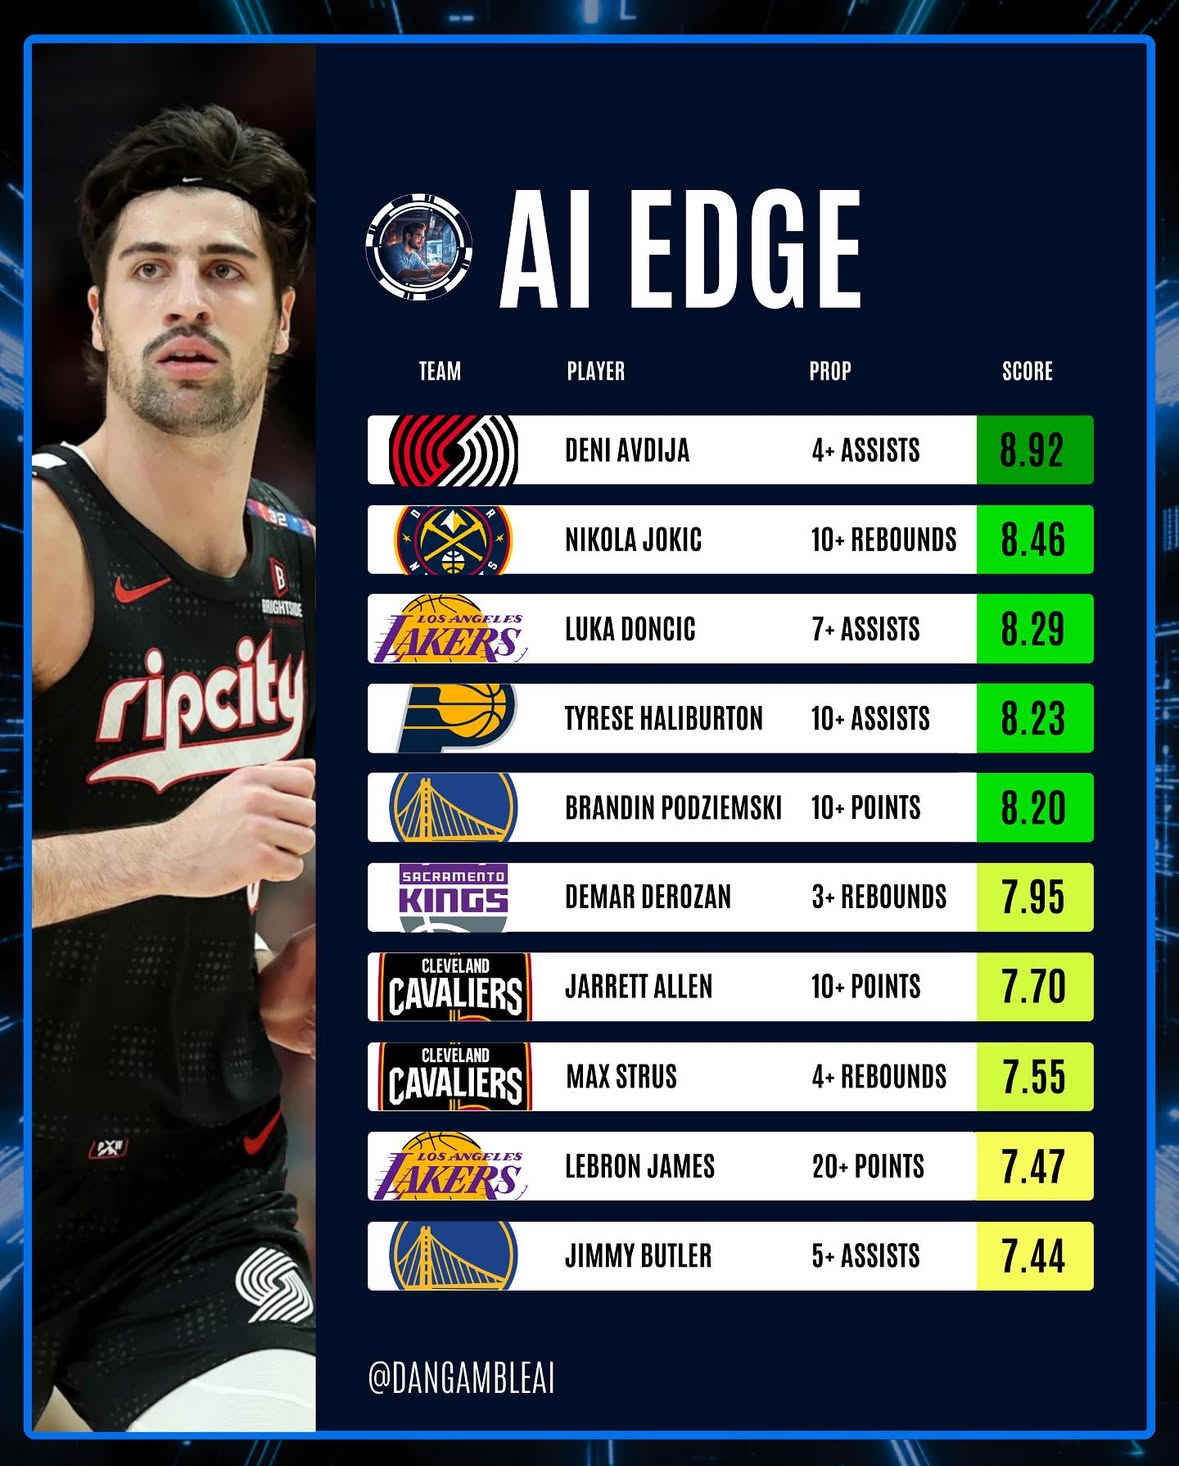 AI EDGE
TEAM PLAYER PROP SCORE
DENI AVDIJA 4+ ASSISTS 8.92
NIKOLA JOKIC 10+ REBOUNDS 8.46
LOS ANGELES
LAKERS
LUKA DONCIC 7+ ASSISTS 8.29
TYRESE HALIBURTON 10+ ASSISTS 8.23
BRANDIN PODZIEMSKI 10+ POINTS 8.20
SACRAMENTO
KINGS
DEMAR DEROZAN 3+ REBOUNDS 7.95
CLEVELAND
CAVALIERS
JARRETT ALLEN 10+ POINTS 7.70
CLEVELAND
CAVALIERS
MAX STRUS 4+ REBOUNDS 7.55
LOS ANGELES
LAKERS
LEBRON JAMES 20+ POINTS 7.47
JIMMY BUTLER 5+ ASSISTS 7.44
@DANGAMBLEAI
32
B
BRIGHTSIDE
ripcity